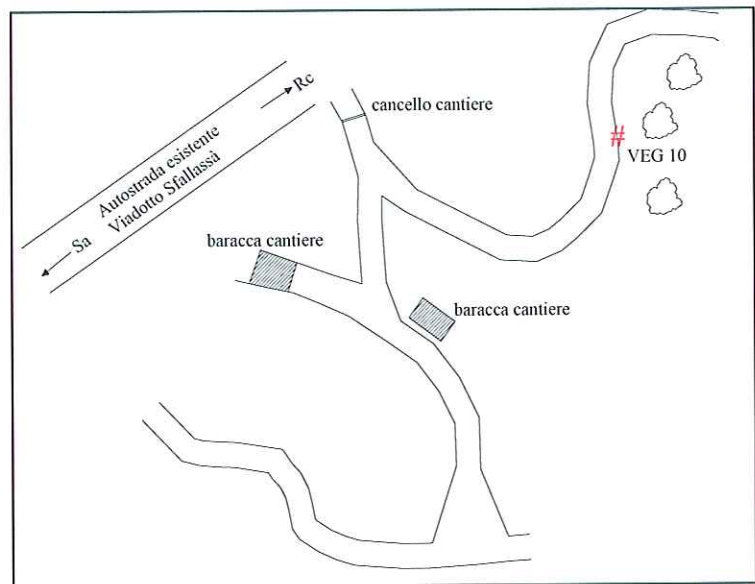 Rc
cancello cantiere
#
VEG 10
Autostrada esistente
Viadotto Sfallassà
Sa
baracca cantiere
baracca cantiere